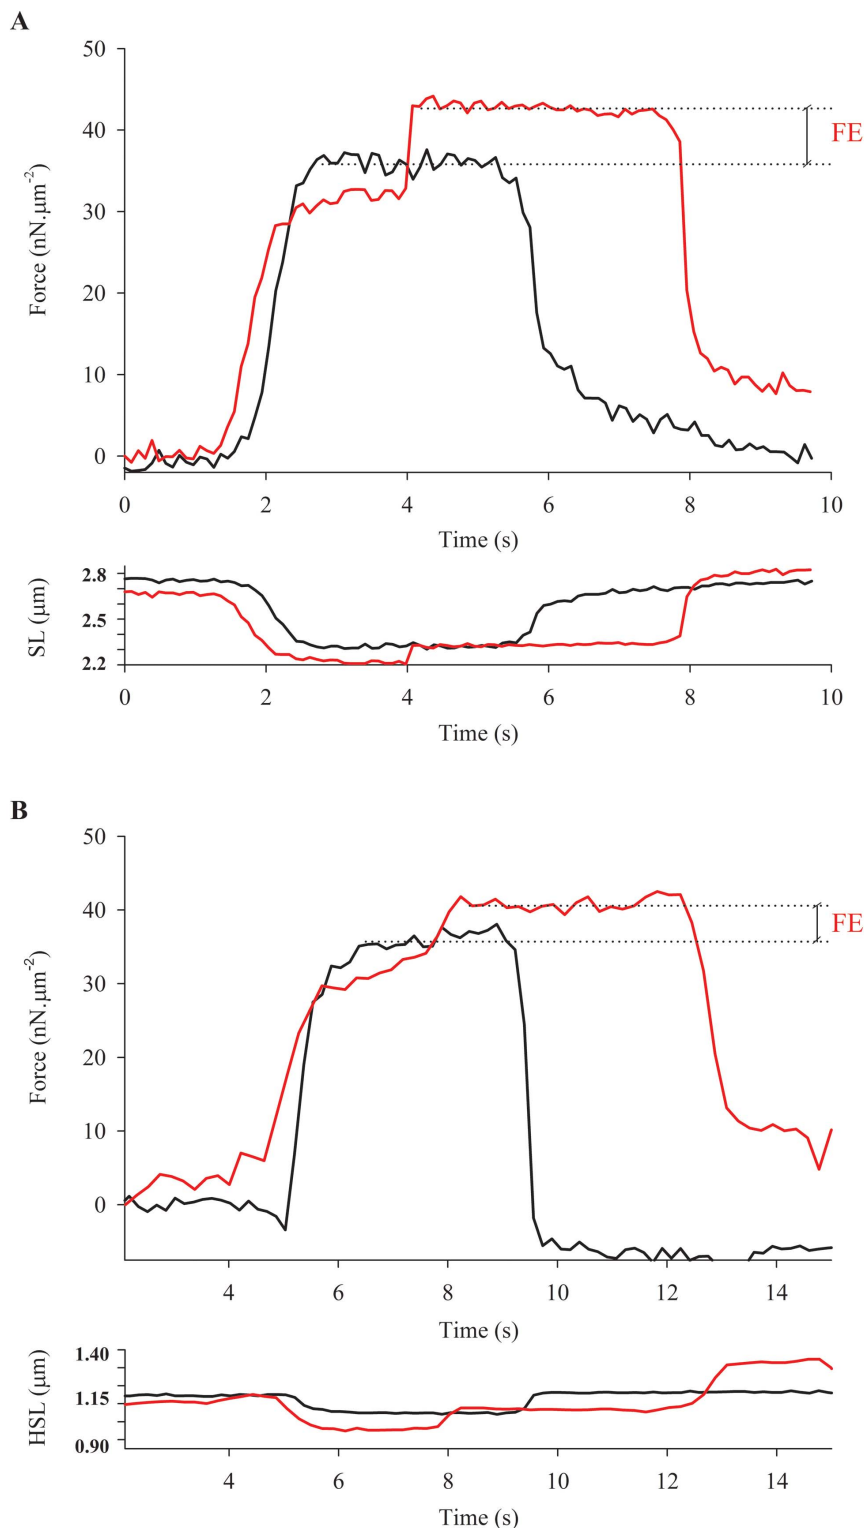 A
50
40
30
20
10
0
Force (nN.µm⁻²)
FE
0 2 4 6 8 10
Time (s)
2.8
2.5
2.2
SL (µm)
0 2 4 6 8 10
Time (s)
B
50
40
30
20
10
0
Force (nN.µm⁻²)
FE
4 6 8 10 12 14
Time (s)
1.40
1.15
0.90
HSL (µm)
4 6 8 10 12 14
Time (s)